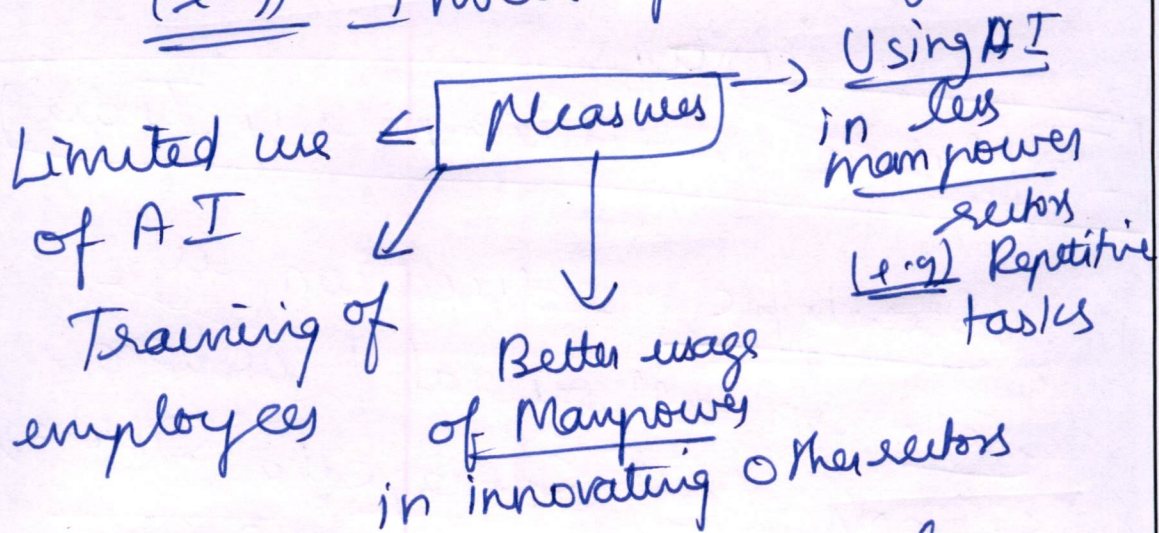 Measures
Using AI
in less
manpower
sectors
(e.g) Repetitive
tasks
Limited use
of AI
Training of
employees
Better usage
of Manpower
in innovating other sectors